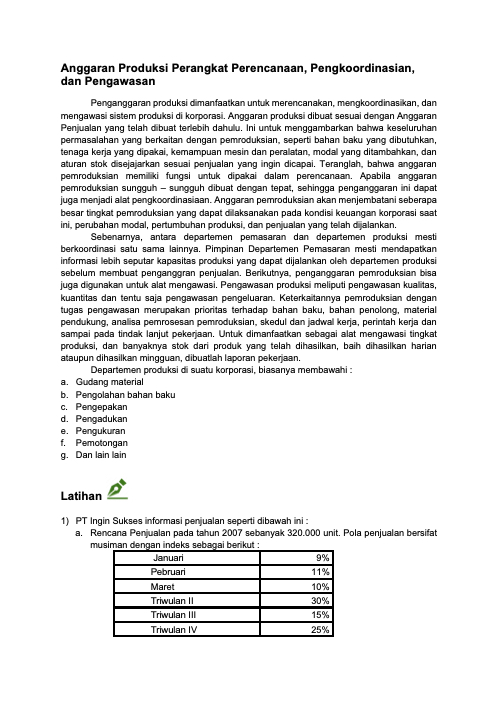 Anggaran Produksi Perangkat Perencanaan, Pengkoordinasian,
dan Pengawasan
Penganggaran produksi dimanfaatkan untuk merencanakan, mengkoordinasikan, dan
mengawasi sistem produksi di korporasi. Anggaran produksi dibuat sesuai dengan Anggaran
Penjualan yang telah dibuat terlebih dahulu. Ini untuk menggambarkan bahwa keseluruhan
permasalahan yang berkaitan dengan pemroduksian, seperti bahan baku yang dibutuhkan,
tenaga kerja yang dipakai, kemampuan mesin dan peralatan, modal yang ditambahkan, dan
aturan stok disejajarkan sesuai penjualan yang ingin dicapai. Teranglah, bahwa anggaran
pemroduksian memiliki fungsi untuk dipakai dalam perencanaan. Apabila anggaran
pemroduksian sungguh – sungguh dibuat dengan tepat, sehingga penganggaran ini dapat
juga menjadi alat pengkoordinasiaan. Anggaran pemroduksian akan menjembatani seberapa
besar tingkat pemroduksian yang dapat dilaksanakan pada kondisi keuangan korporasi saat
ini, perubahan modal, pertumbuhan produksi, dan penjualan yang telah dijalankan.
Sebenarnya, antara departemen pemasaran dan departemen produksi mesti
berkoordinasi satu sama lainnya. Pimpinan Departemen Pemasaran mesti mendapatkan
informasi lebih seputar kapasitas produksi yang dapat dijalankan oleh departemen produksi
sebelum membuat penganggran penjualan. Berikutnya, penganggaran pemroduksian bisa
juga digunakan untuk alat mengawasi. Pengawasan produksi meliputi pengawasan kualitas,
kuantitas dan tentu saja pengawasan pengeluaran. Keterkaitannya pemroduksian dengan
tugas pengawasan merupakan prioritas terhadap bahan baku, bahan penolong, material
pendukung, analisa pemrosesan pemroduksian, skedul dan jadwal kerja, perintah kerja dan
sampai pada tindak lanjut pekerjaan. Untuk dimanfaatkan sebagai alat mengawasi tingkat
produksi, dan banyaknya stok dari produk yang telah dihasilkan, baih dihasilkan harian
ataupun dihasilkan mingguan, dibuatlah laporan pekerjaan.
Departemen produksi di suatu korporasi, biasanya membawahi :
a. Gudang material
b. Pengolahan bahan baku
c. Pengepakan
d. Pengadukan
e. Pengukuran
f. Pemotongan
g. Dan lain lain
Latihan
1) PT Ingin Sukses informasi penjualan seperti dibawah ini :
a. Rencana Penjualan pada tahun 2007 sebanyak 320.000 unit. Pola penjualan bersifat
musiman dengan indeks sebagai berikut :
Januari 9%
Pebruari 11%
Maret 10%
Triwulan II 30%
Triwulan III 15%
Triwulan IV 25%